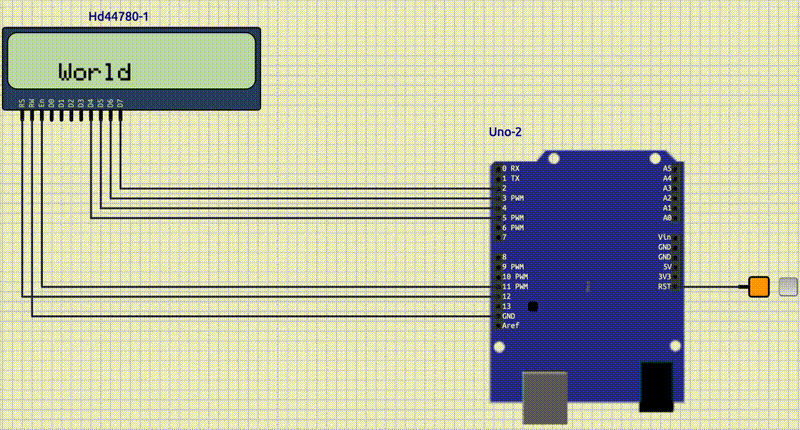 Hd44780-1
World
RS RW En D0 D1 D2 D3 D4 D5 D6 D7
Uno-2
0 RX
1 TX
2
3 PWM
4
5 PWM
6 PWM
7
8
9 PWM
10 PWM
11 PWM
12
13
GND
Aref
A5
A4
A3
A2
A1
A0
Vin
GND
GND
5V
3V3
RST